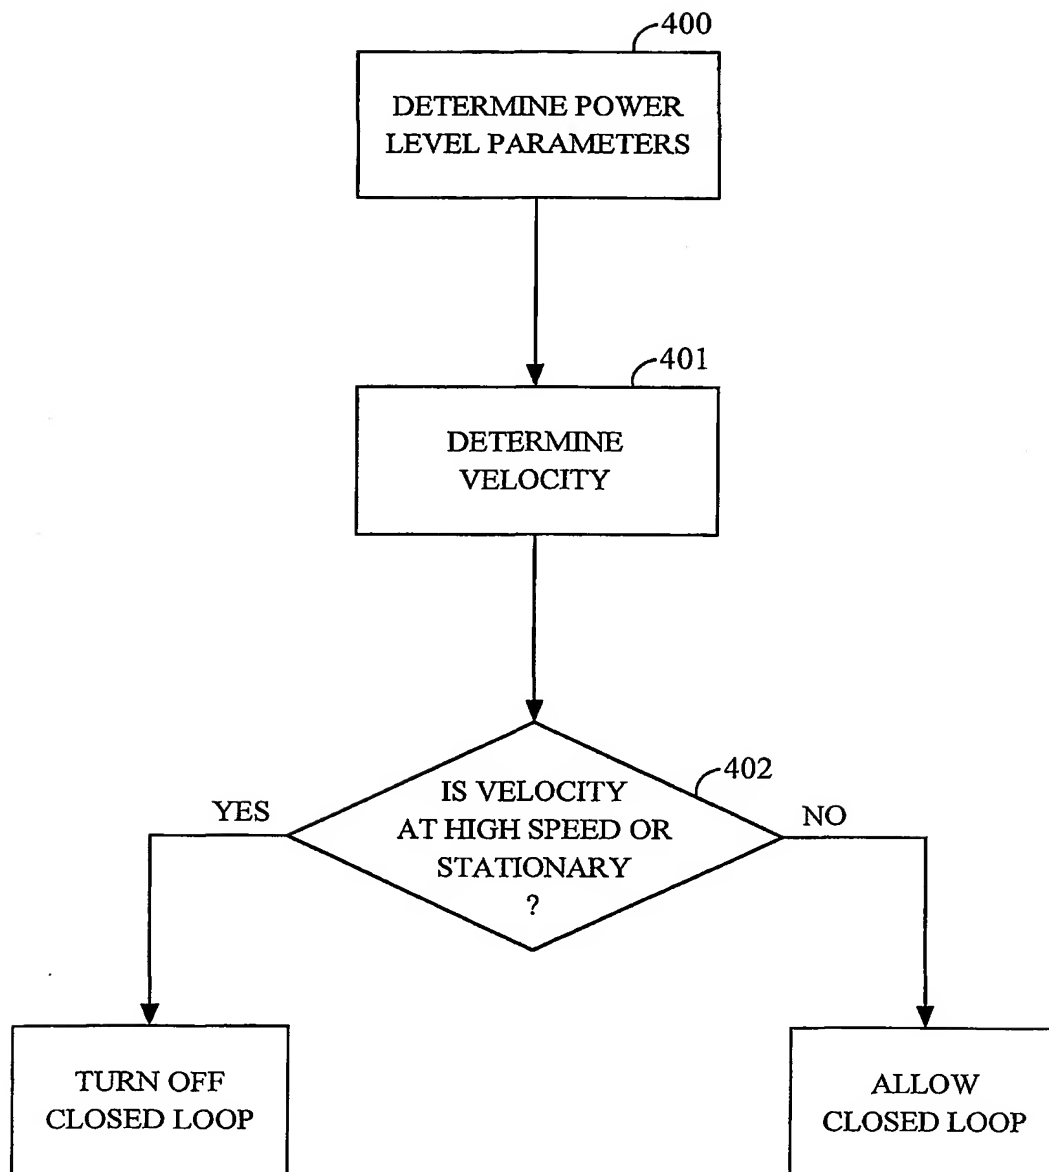 400
DETERMINE POWER
LEVEL PARAMETERS
401
DETERMINE
VELOCITY
402
IS VELOCITY
AT HIGH SPEED OR
STATIONARY
?
YES
NO
TURN OFF
CLOSED LOOP
ALLOW
CLOSED LOOP